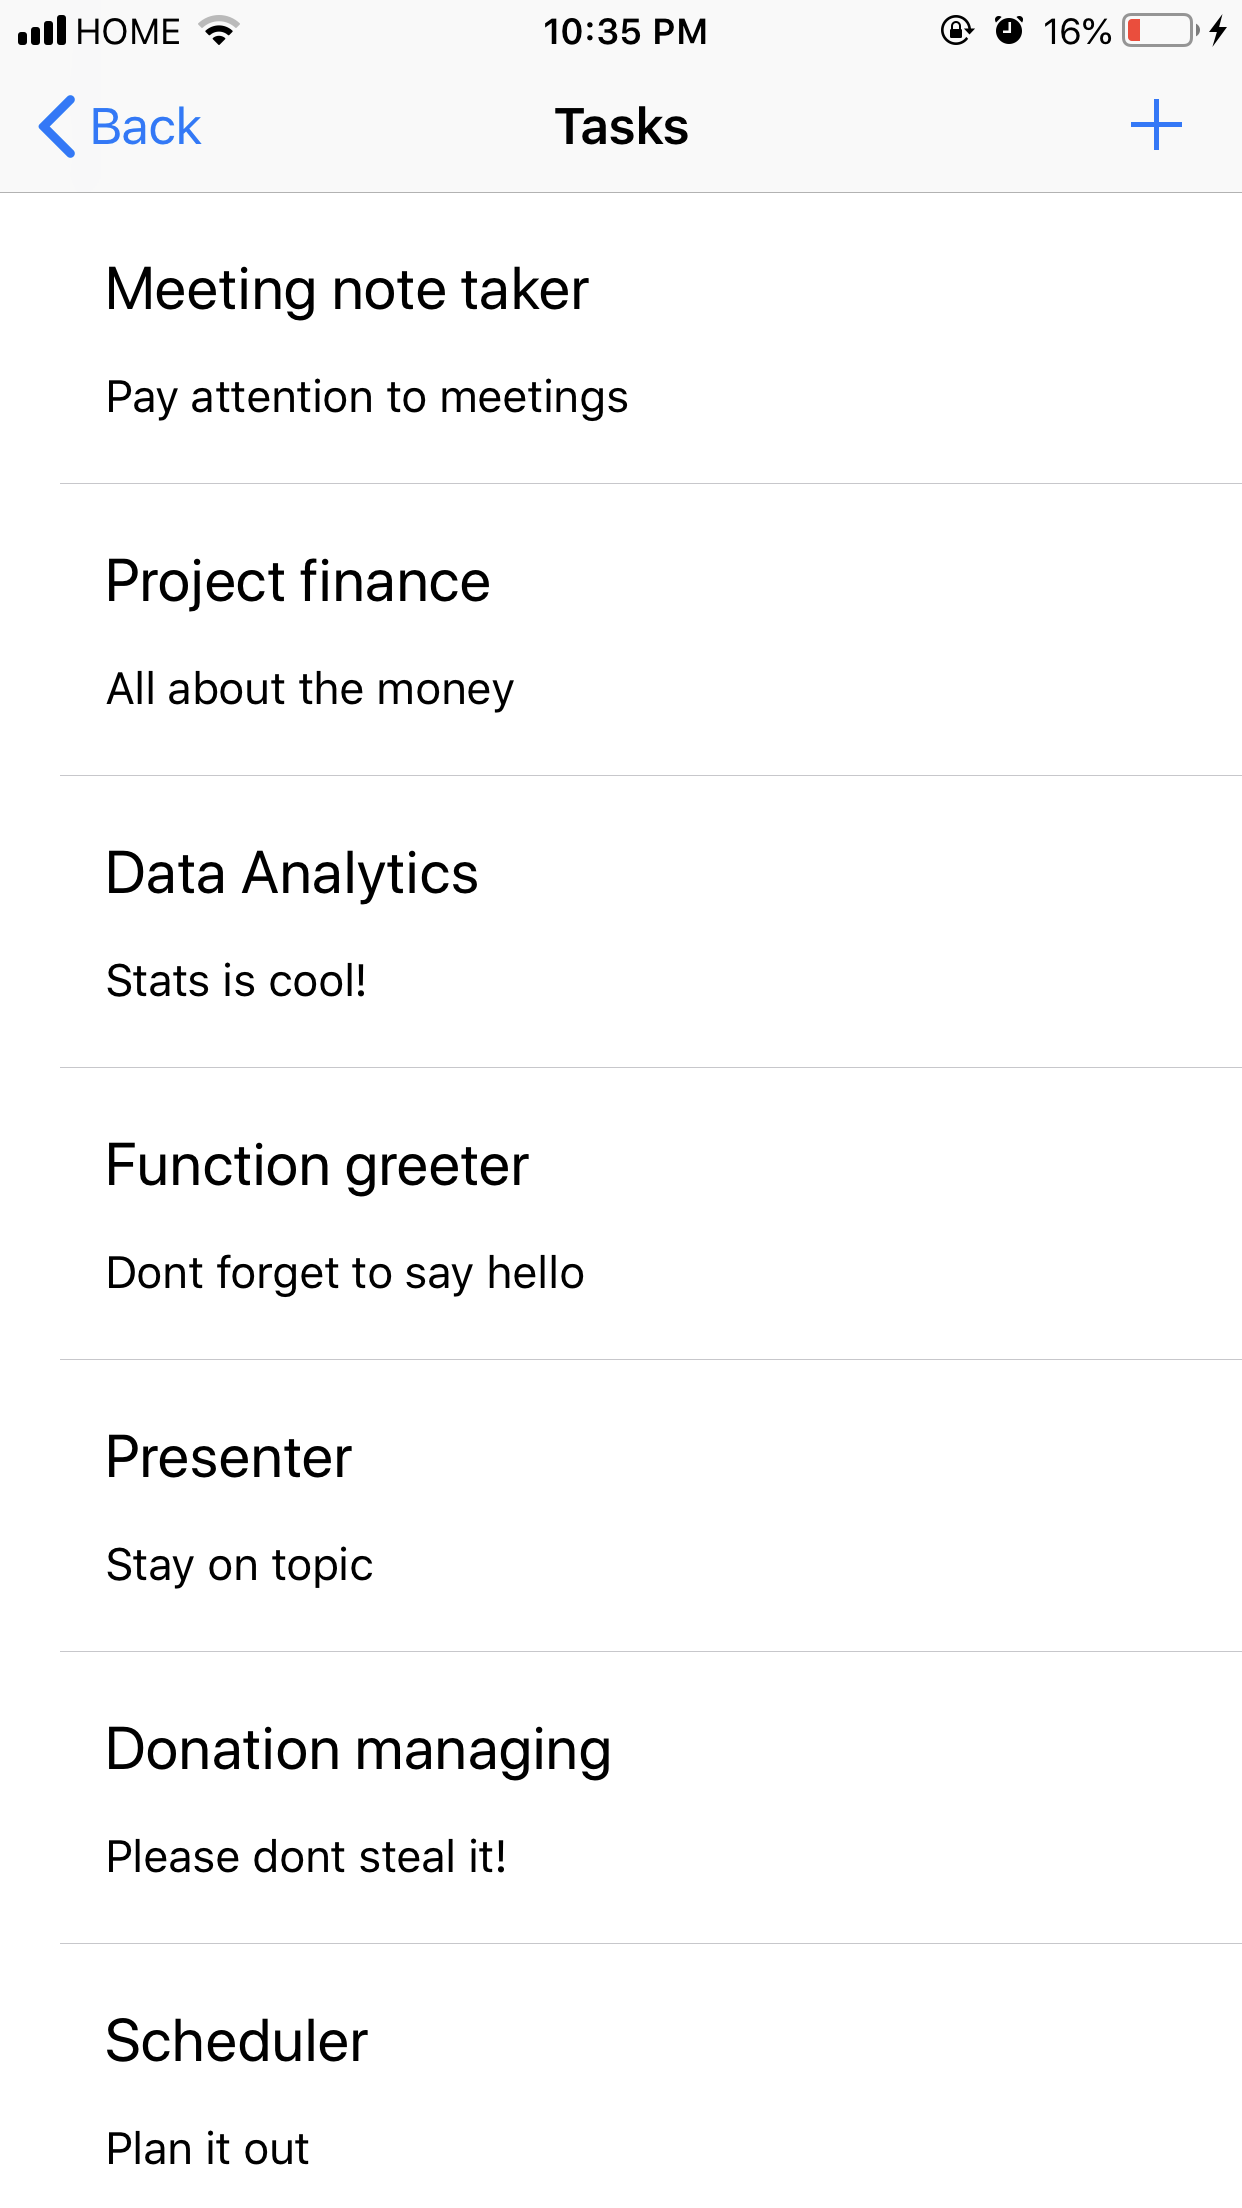 HOME 10:35 PM 16%
Back Tasks
Meeting note taker
Pay attention to meetings
Project finance
All about the money
Data Analytics
Stats is cool!
Function greeter
Dont forget to say hello
Presenter
Stay on topic
Donation managing
Please dont steal it!
Scheduler
Plan it out